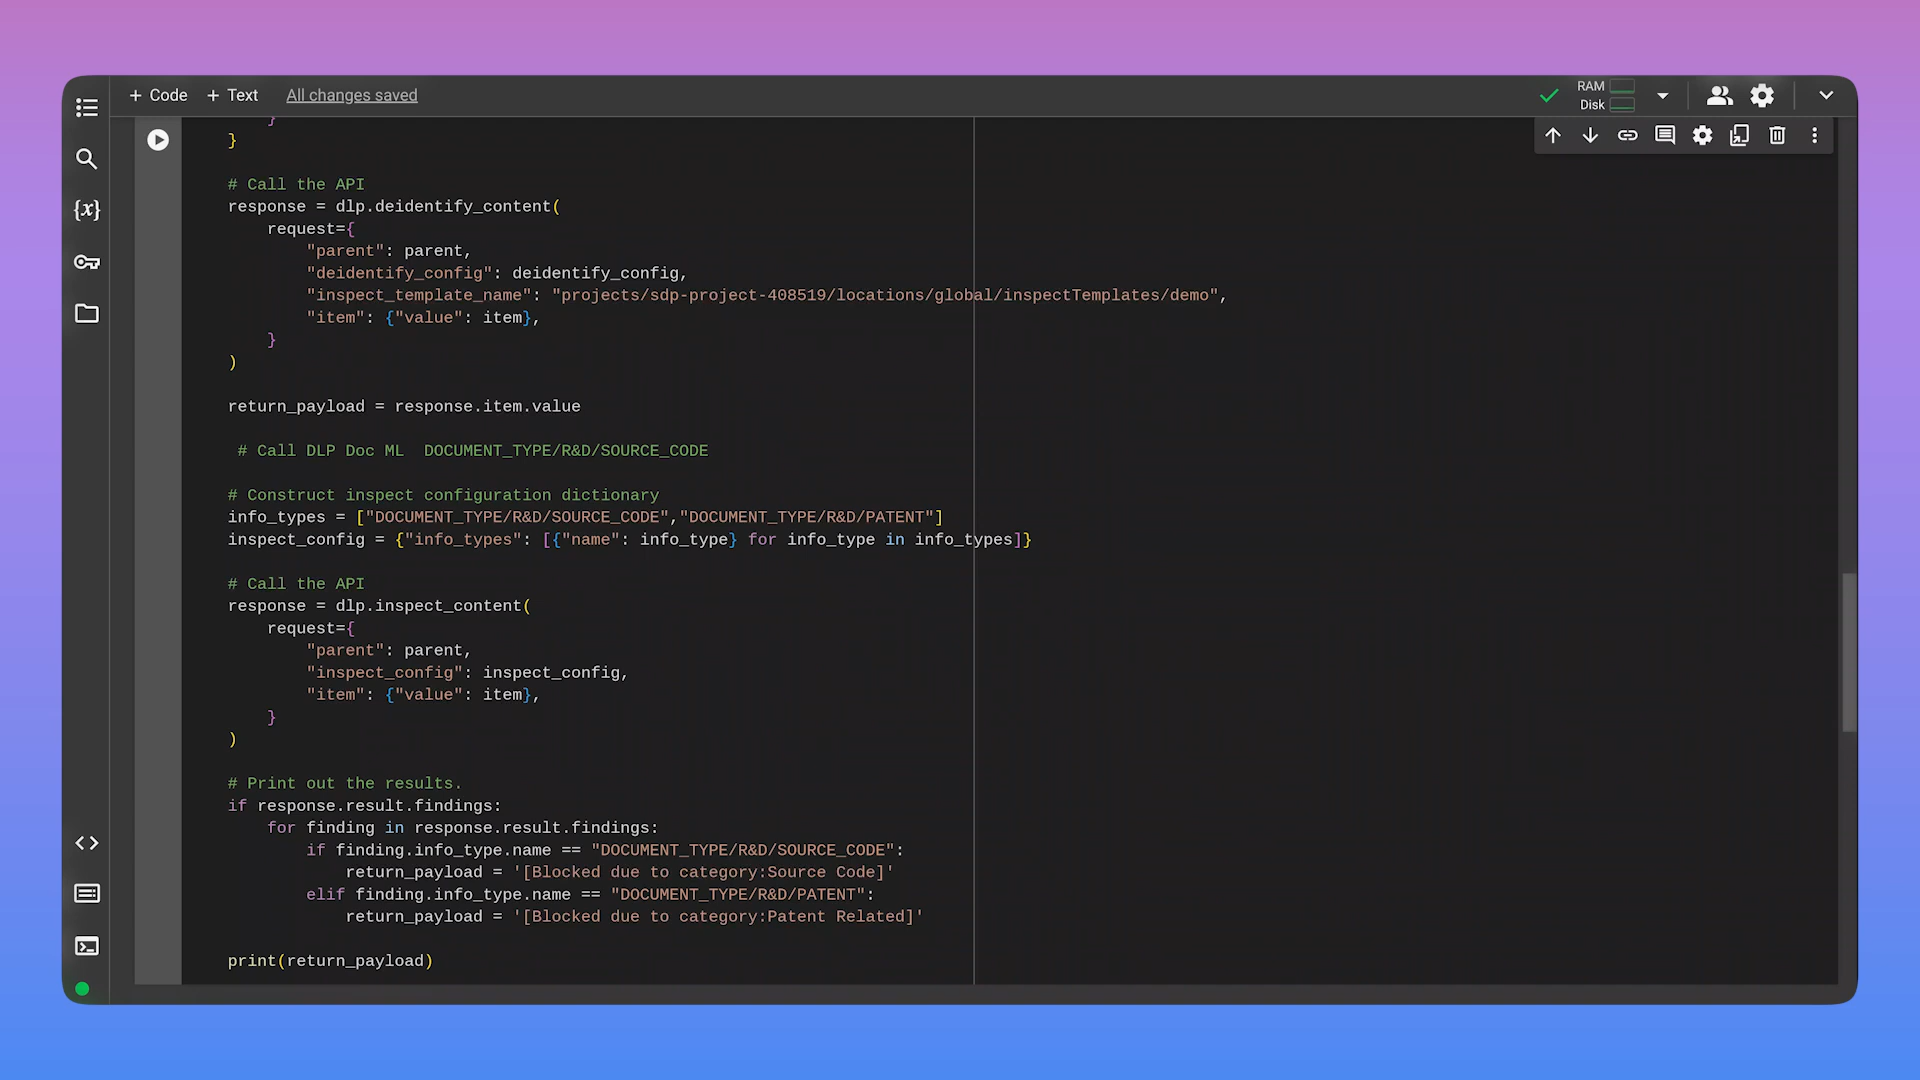 + Code + Text All changes saved
RAM
Disk
{x}
}
}
# Call the API
response = dlp.deidentify_content(
request={
"parent": parent,
"deidentify_config": deidentify_config,
"inspect_template_name": "projects/sdp-project-408519/locations/global/inspectTemplates/demo",
"item": {"value": item},
}
)
return_payload = response.item.value
# Call DLP Doc ML  DOCUMENT_TYPE/R&D/SOURCE_CODE
# Construct inspect configuration dictionary
info_types = ["DOCUMENT_TYPE/R&D/SOURCE_CODE","DOCUMENT_TYPE/R&D/PATENT"]
inspect_config = {"info_types": [{"name": info_type} for info_type in info_types]}
# Call the API
response = dlp.inspect_content(
request={
"parent": parent,
"inspect_config": inspect_config,
"item": {"value": item},
}
)
# Print out the results.
if response.result.findings:
for finding in response.result.findings:
if finding.info_type.name == "DOCUMENT_TYPE/R&D/SOURCE_CODE":
return_payload = '[Blocked due to category:Source Code]'
elif finding.info_type.name == "DOCUMENT_TYPE/R&D/PATENT":
return_payload = '[Blocked due to category:Patent Related]'
print(return_payload)